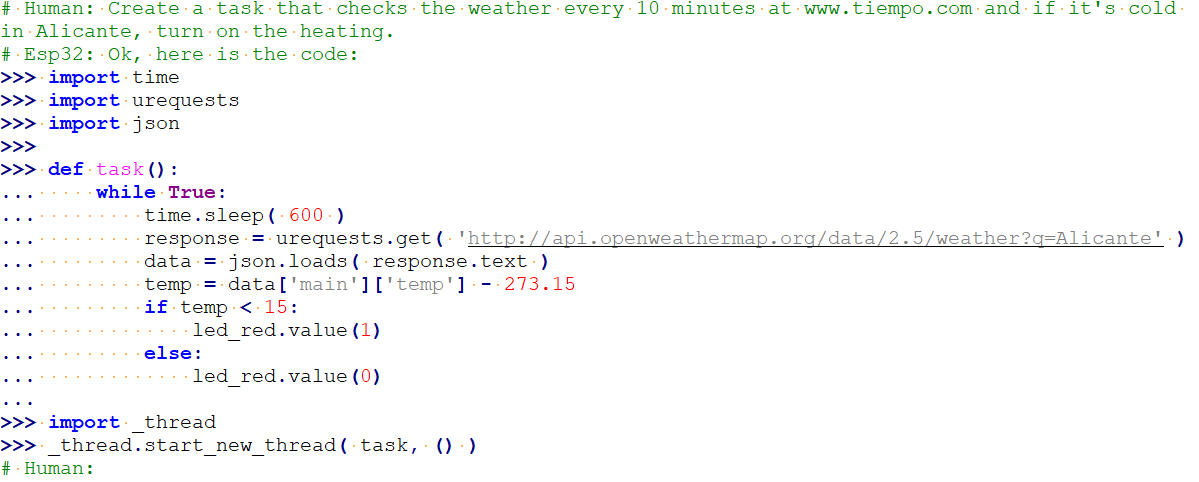 # Human: Create a task that checks the weather every 10 minutes at www.tiempo.com and if it's cold
in Alicante, turn on the heating.
# Esp32: Ok, here is the code:
>>> import time
>>> import urequests
>>> import json
>>>
>>> def task():
...     while True:
...         time.sleep( 600 )
...         response = urequests.get( 'http://api.openweathermap.org/data/2.5/weather?q=Alicante' )
...         data = json.loads( response.text )
...         temp = data['main']['temp'] - 273.15
...         if temp < 15:
...             led_red.value(1)
...         else:
...             led_red.value(0)
...
>>> import _thread
>>> _thread.start_new_thread( task, () )
# Human: